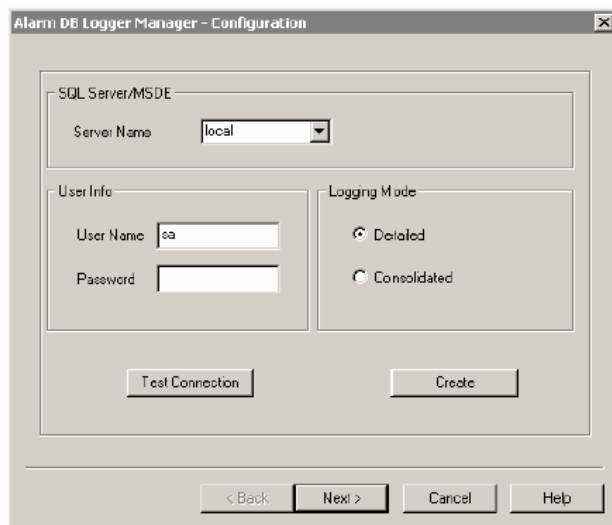 Alarm DB Logger Manager - Configuration
SQL Server/MSDE
Server Name
local
User Info
User Name
sa
Password
Logging Mode
Detailed
Consolidated
Test Connection
Create
< Back
Next >
Cancel
Help